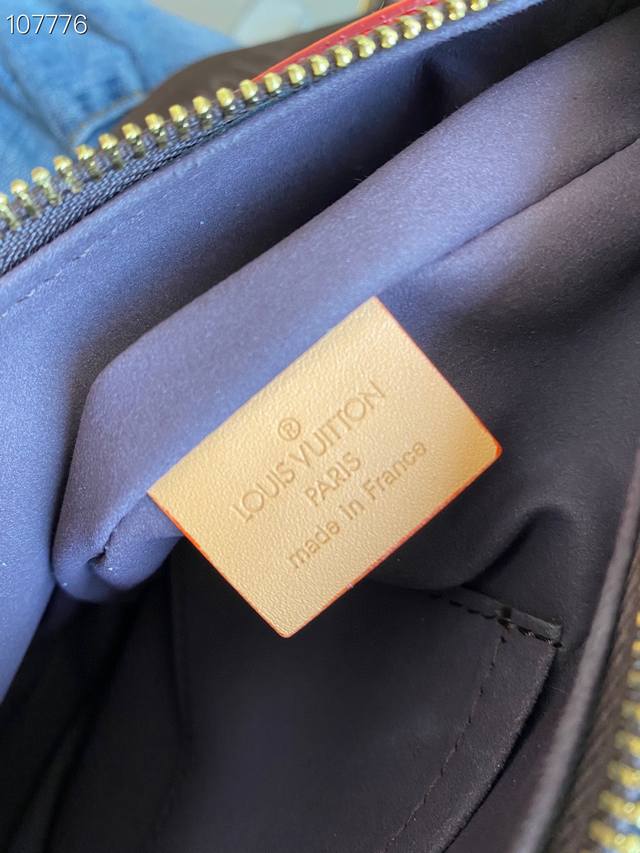 107776
®
LOUIS VUITTON
PARIS
made in France